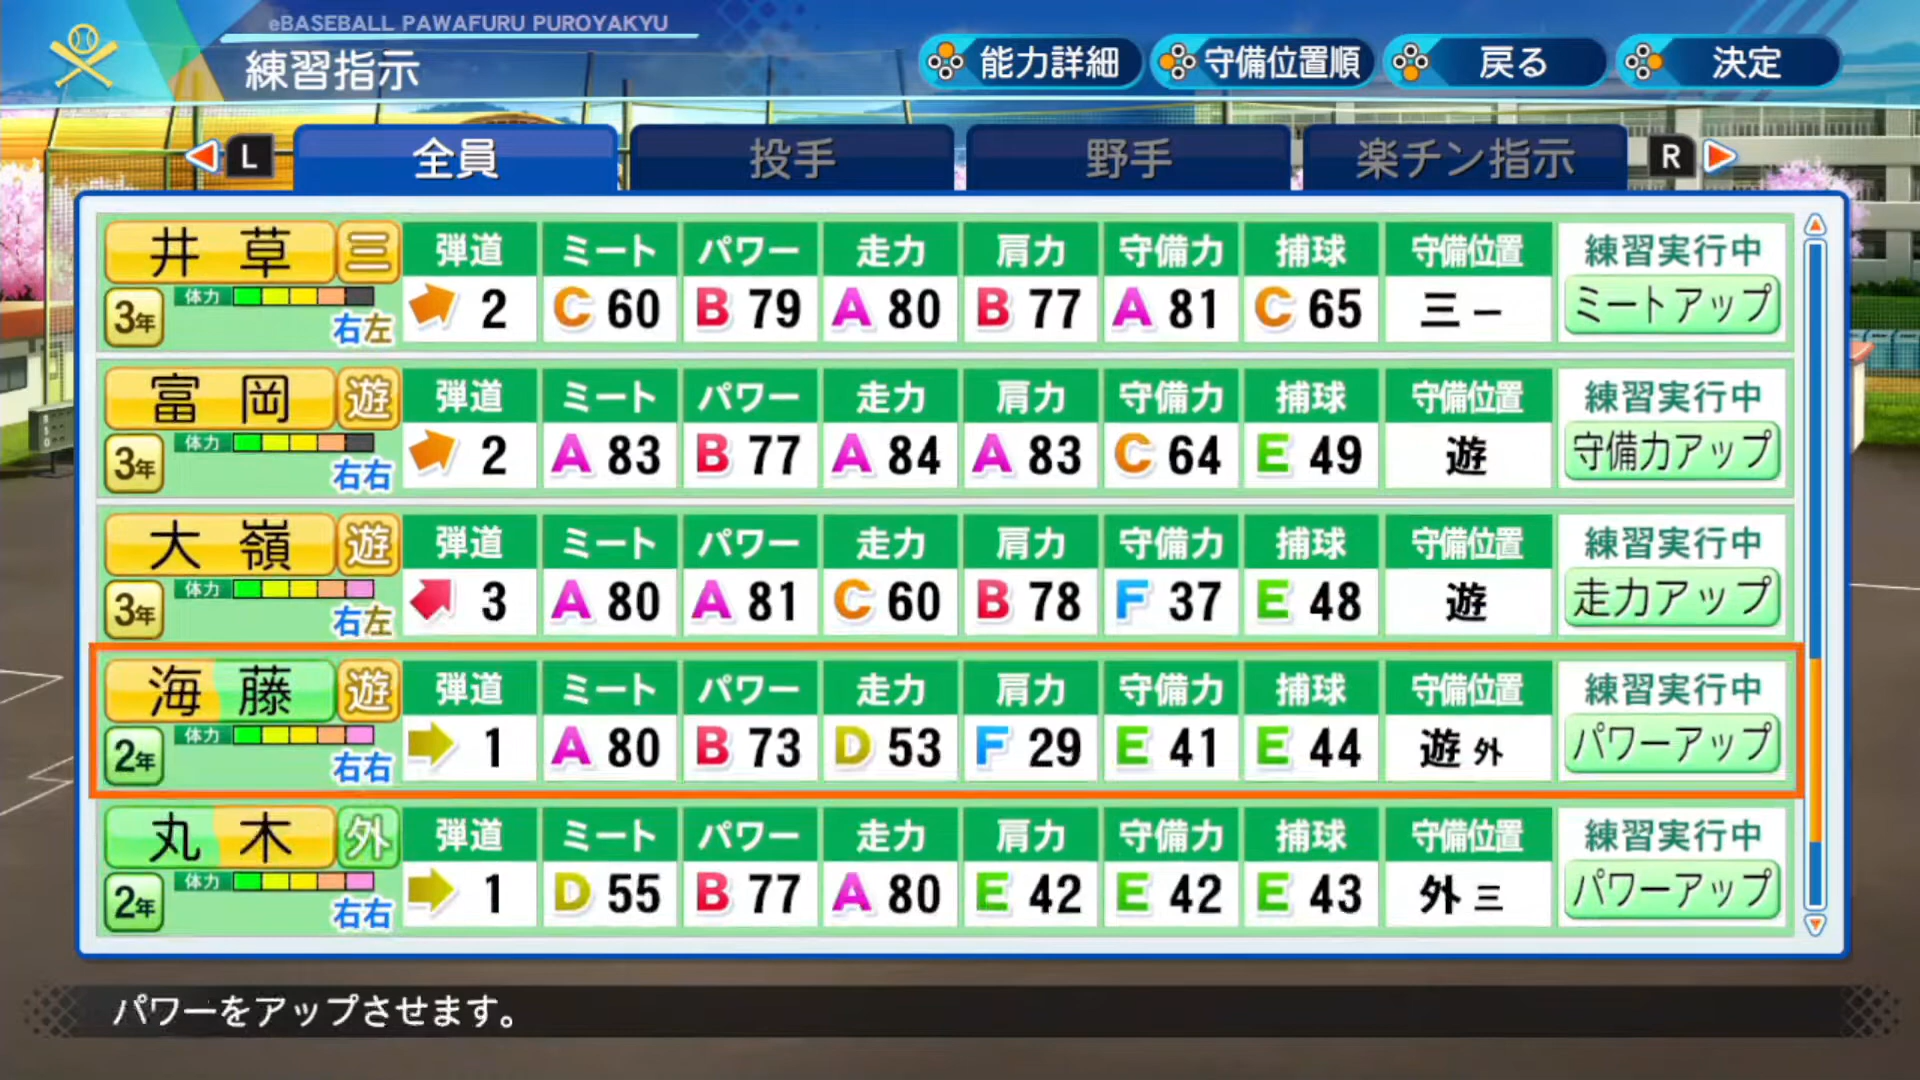 eBASEBALL PAWAFURU PUROYAKYU
練習指示
能力詳細 守備位置順 戻る 決定
L 全員 投手 野手 楽チン指示 R
井草 三 弾道 ミート パワー 走力 肩力 守備力 捕球 守備位置 練習実行中
3年 体力 右左 2 C 60 B 79 A 80 B 77 A 81 C 65 三一 ミートアップ
富岡 遊 弾道 ミート パワー 走力 肩力 守備力 捕球 守備位置 練習実行中
3年 体力 右右 2 A 83 B 77 A 84 A 83 C 64 E 49 遊 守備力アップ
大嶺 遊 弾道 ミート パワー 走力 肩力 守備力 捕球 守備位置 練習実行中
3年 体力 右左 3 A 80 A 81 C 60 B 78 F 37 E 48 遊 走力アップ
海藤 遊 弾道 ミート パワー 走力 肩力 守備力 捕球 守備位置 練習実行中
2年 体力 右右 1 A 80 B 73 D 53 F 29 E 41 E 44 遊外 パワーアップ
丸木 外 弾道 ミート パワー 走力 肩力 守備力 捕球 守備位置 練習実行中
2年 体力 右右 1 D 55 B 77 A 80 E 42 E 42 E 43 外三 パワーアップ
パワーをアップさせます。